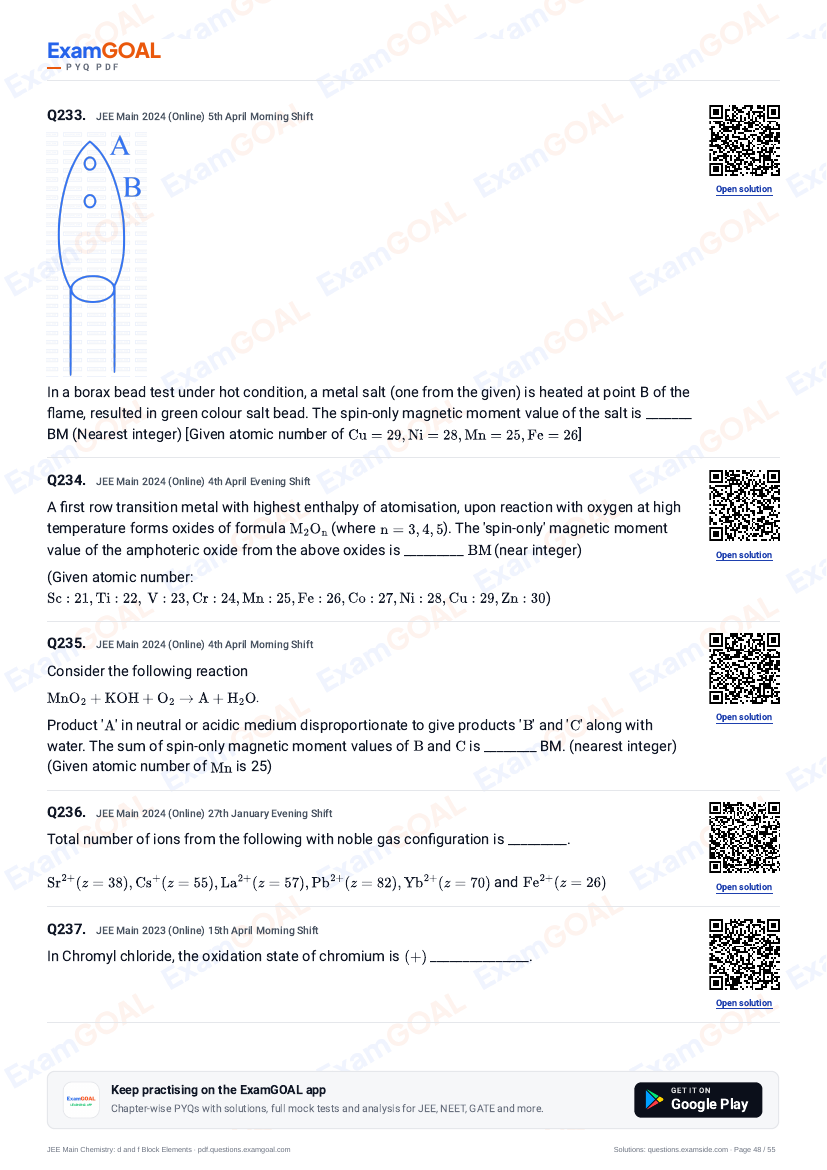 ExamGOAL
PYQ PDF
Q233. JEE Main 2024 (Online) 5th April Morning Shift
Open solution
A
B
In a borax bead test under hot condition, a metal salt (one from the given) is heated at point B of the
flame, resulted in green colour salt bead. The spin-only magnetic moment value of the salt is _______
BM (Nearest integer) [Given atomic number of Cu = 29, Ni = 28, Mn = 25, Fe = 26]
Q234. JEE Main 2024 (Online) 4th April Evening Shift
Open solution
A first row transition metal with highest enthalpy of atomisation, upon reaction with oxygen at high
temperature forms oxides of formula M₂Oₙ (where n = 3, 4, 5). The 'spin-only' magnetic moment
value of the amphoteric oxide from the above oxides is _________ BM (near integer)
(Given atomic number:
Sc : 21, Ti : 22, V : 23, Cr : 24, Mn : 25, Fe : 26, Co : 27, Ni : 28, Cu : 29, Zn : 30)
Q235. JEE Main 2024 (Online) 4th April Morning Shift
Open solution
Consider the following reaction
MnO₂ + KOH + O₂ → A + H₂O.
Product 'A' in neutral or acidic medium disproportionate to give products 'B' and 'C' along with
water. The sum of spin-only magnetic moment values of B and C is ________ BM. (nearest integer)
(Given atomic number of Mn is 25)
Q236. JEE Main 2024 (Online) 27th January Evening Shift
Open solution
Total number of ions from the following with noble gas configuration is _________.
Sr²⁺(z = 38), Cs⁺(z = 55), La²⁺(z = 57), Pb²⁺(z = 82), Yb²⁺(z = 70) and Fe²⁺(z = 26)
Q237. JEE Main 2023 (Online) 15th April Morning Shift
Open solution
In Chromyl chloride, the oxidation state of chromium is (+) _______________.
Keep practising on the ExamGOAL app
Chapter-wise PYQs with solutions, full mock tests and analysis for JEE, NEET, GATE and more.
GET IT ON
Google Play
JEE Main Chemistry: d and f Block Elements · pdf.questions.examgoal.com
Solutions: questions.examside.com · Page 48 / 55